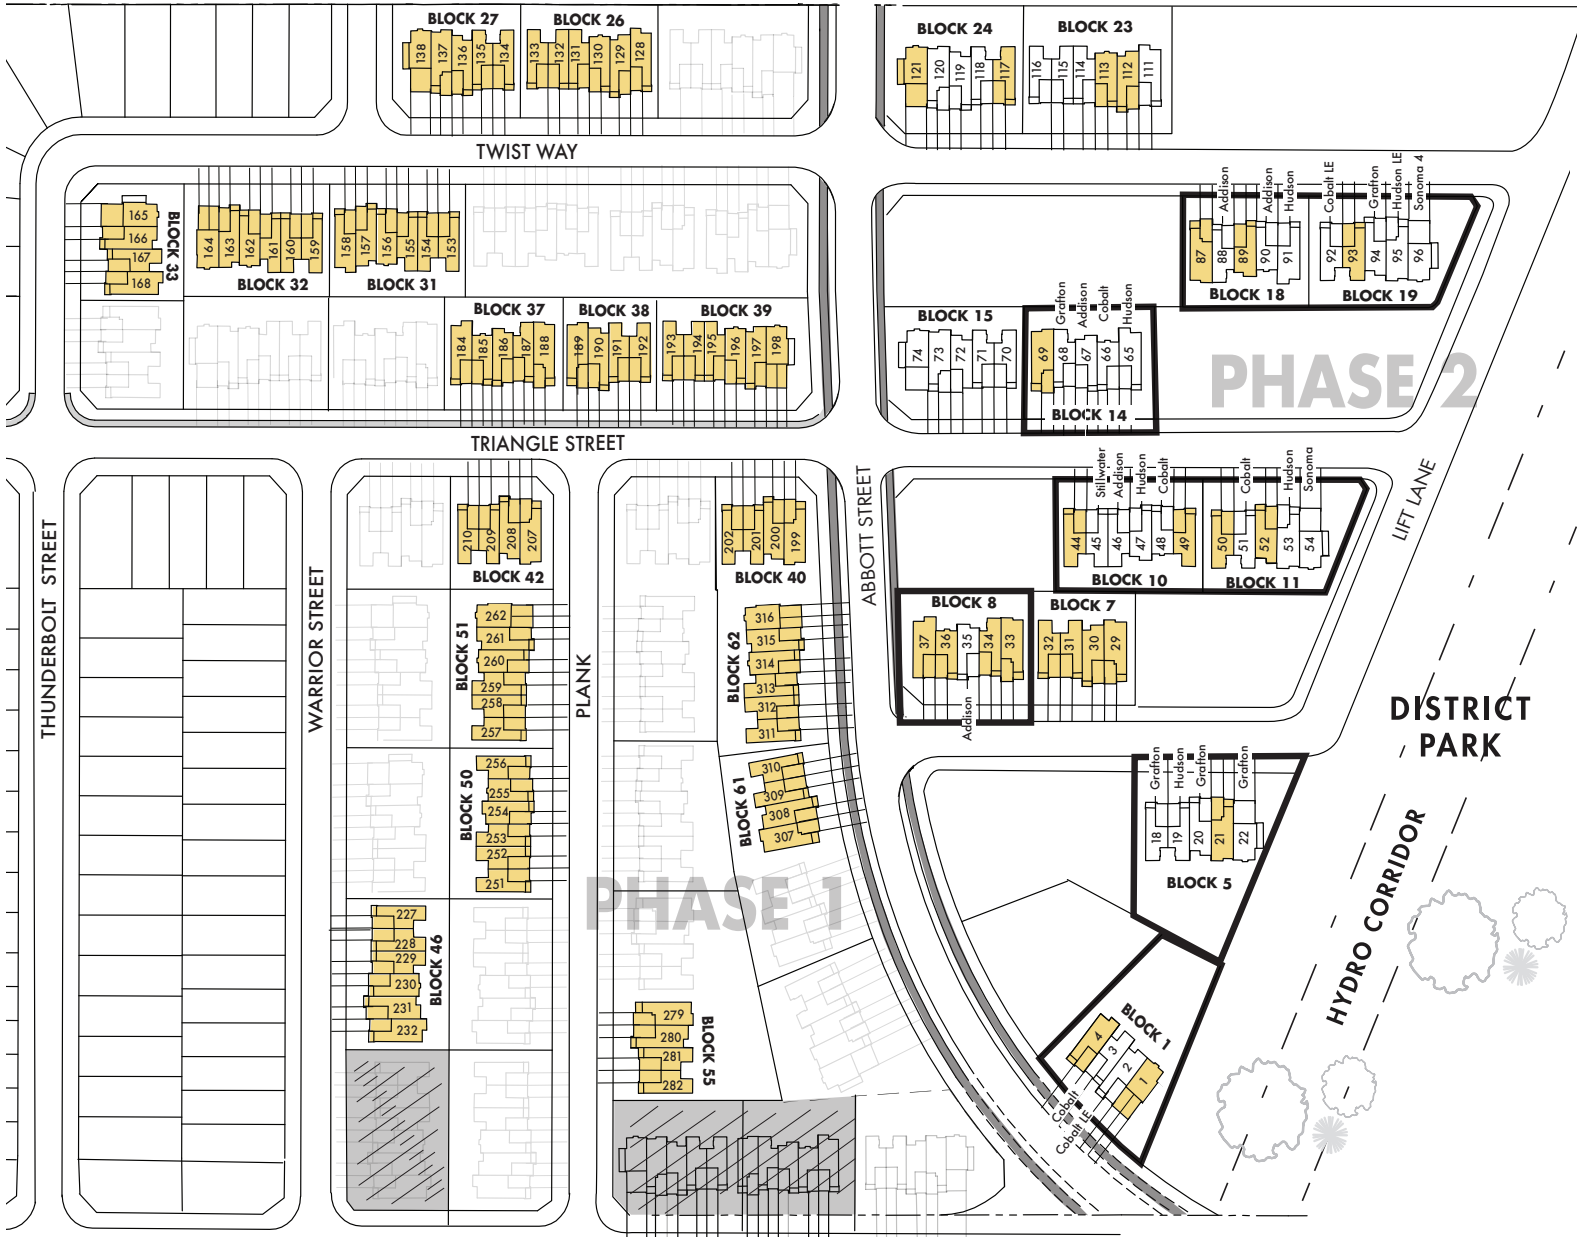 BLOCK 27
BLOCK 26
138
137
136
135
134
133
132
131
130
129
128
BLOCK 24
BLOCK 23
121
120
119
118
117
116
115
114
113
112
111
TWIST WAY
165
166
167
168
BLOCK 33
164
163
162
161
160
159
BLOCK 32
158
157
156
155
154
153
BLOCK 31
Addison
Addison
Hudson
Cobalt LE
Grafton
Hudson LE
Sonoma 4
87
88
89
90
91
BLOCK 18
92
93
94
95
96
BLOCK 19
BLOCK 37
184
185
186
187
188
BLOCK 38
189
190
191
192
BLOCK 39
193
194
195
196
197
198
BLOCK 15
74
73
72
71
70
Grafton
Addison
Cobalt
Hudson
69
68
67
66
65
BLOCK 14
PHASE 2
TRIANGLE STREET
THUNDERBOLT STREET
WARRIOR STREET
PLANK
ABBOTT STREET
LIFT LANE
210
209
208
207
BLOCK 42
202
201
200
199
BLOCK 40
Stillwater
Addison
Hudson
Cobalt
44
45
46
47
48
49
BLOCK 10
Cobalt
Hudson
Sonoma
50
51
52
53
54
BLOCK 11
BLOCK 51
262
261
260
259
258
257
BLOCK 62
316
315
314
313
312
311
BLOCK 8
37
36
35
34
33
Addison
BLOCK 7
32
31
30
29
DISTRICT
PARK
BLOCK 50
256
255
254
253
252
251
BLOCK 61
310
309
308
307
Grafton
Hudson
Grafton
Grafton
18
19
20
21
22
BLOCK 5
PHASE 1
HYDRO CORRIDOR
227
228
229
230
231
232
BLOCK 46
279
280
281
282
BLOCK 55
BLOCK 1
4
3
2
1
Cobalt
Cobalt LE